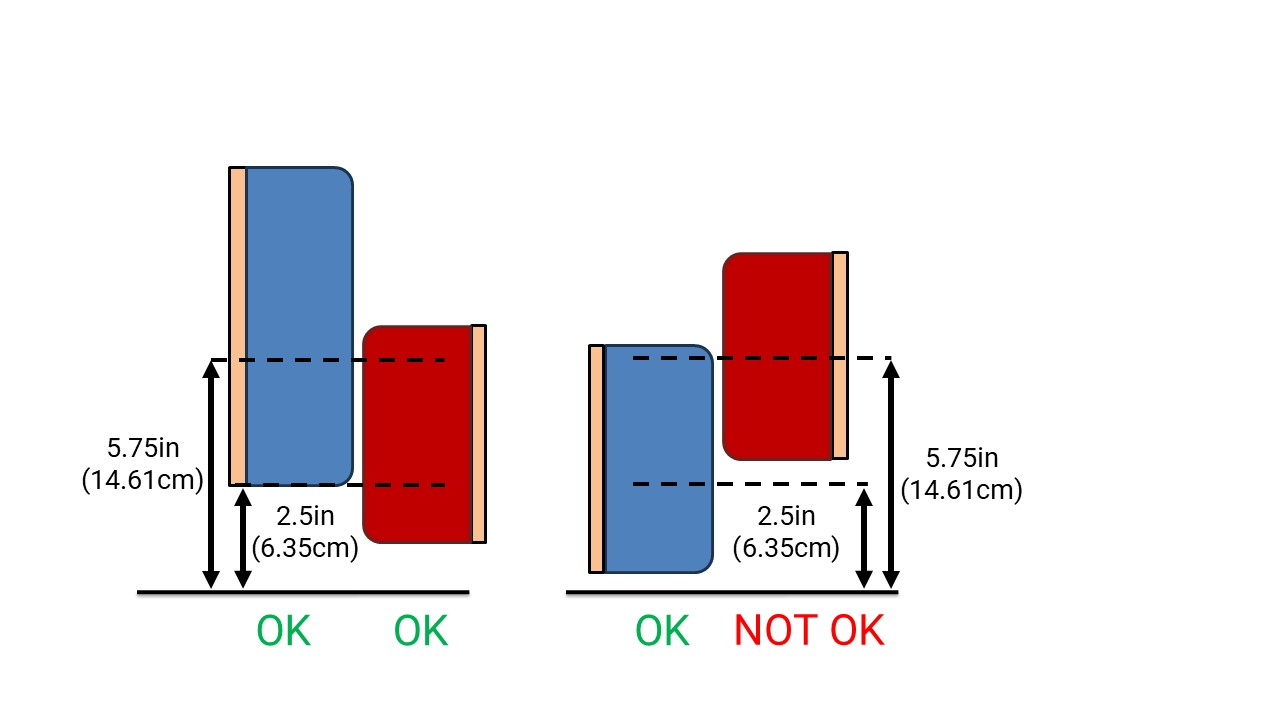 5.75in
(14.61cm)
2.5in
(6.35cm)
OK
OK
5.75in
(14.61cm)
2.5in
(6.35cm)
OK
NOT OK